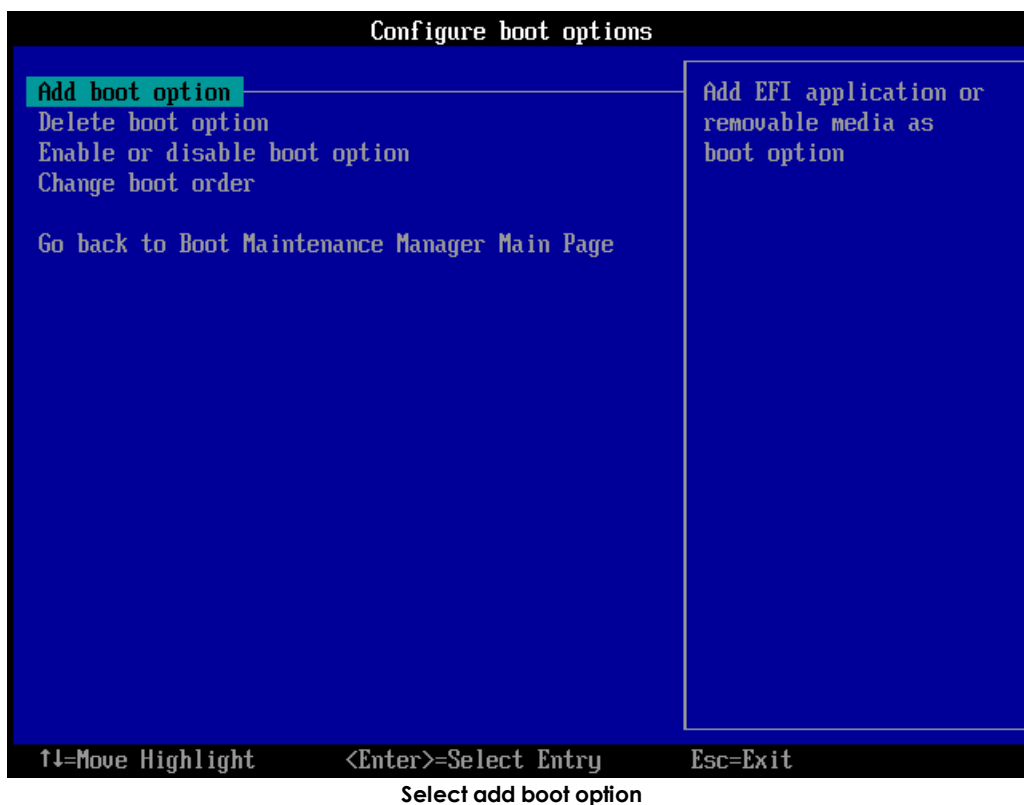 Configure boot options
Add boot option
Delete boot option
Enable or disable boot option
Change boot order
Go back to Boot Maintenance Manager Main Page
Add EFI application or
removable media as
boot option
↑↓=Move Highlight <Enter>=Select Entry Esc=Exit
Select add boot option